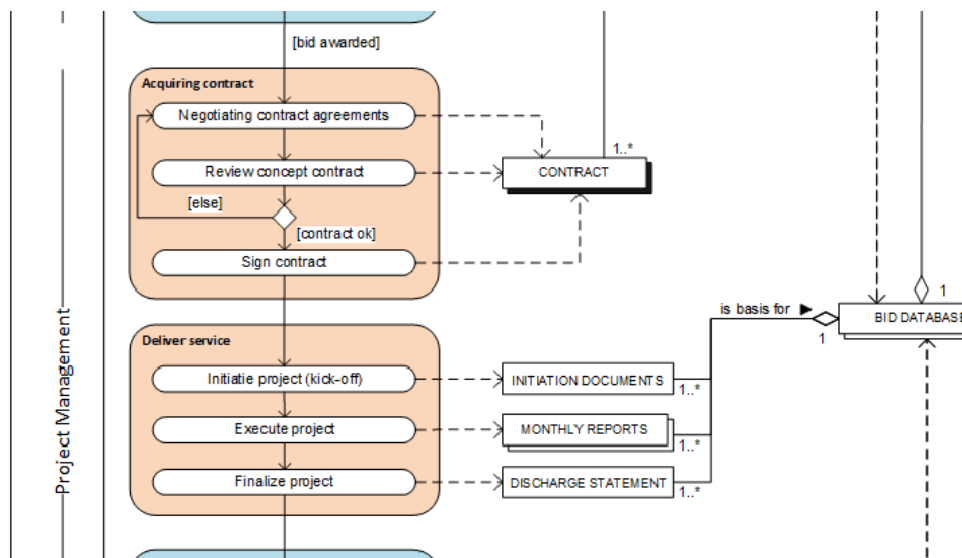 [bid awarded]
Acquiring contract
Negotiating contract agreements
1..*
Review concept contract
CONTRACT
[else]
[contract ok]
Sign contract
1
is basis for
BID DATABASE
1
Deliver service
Initiatie project (kick-off)
INITIATION DOCUMENTS
1..*
Execute project
MONTHLY REPORTS
1..*
Finalize project
DISCHARGE STATEMENT
1..*
Project Management